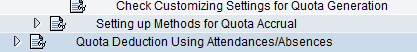 Check Customizing Settings for Quota Generation
Setting up Methods for Quota Accrual
Quota Deduction Using Attendances/Absences